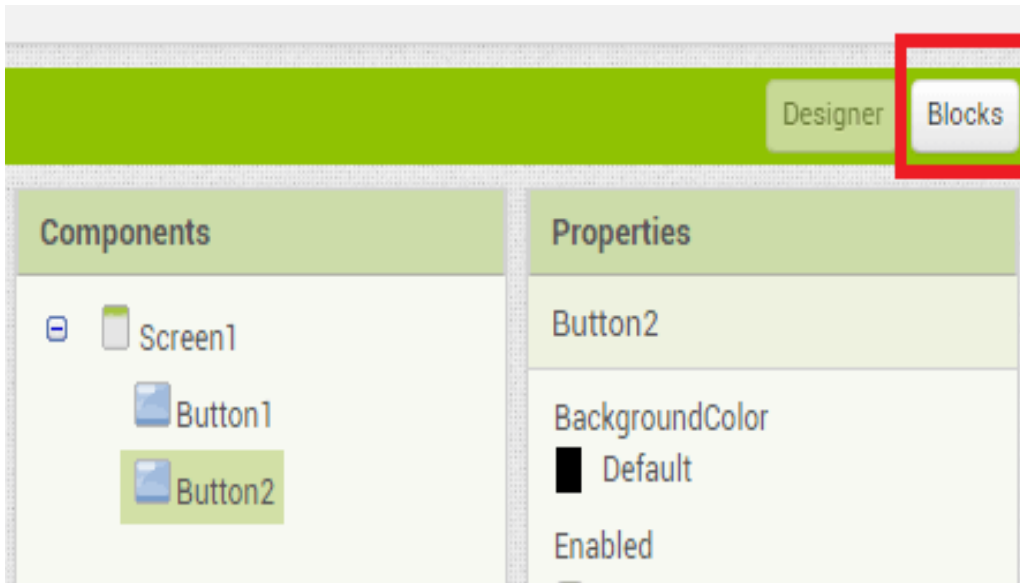 Designer
Blocks
Components
Screen1
Button1
Button2
Properties
Button2
BackgroundColor
Default
Enabled